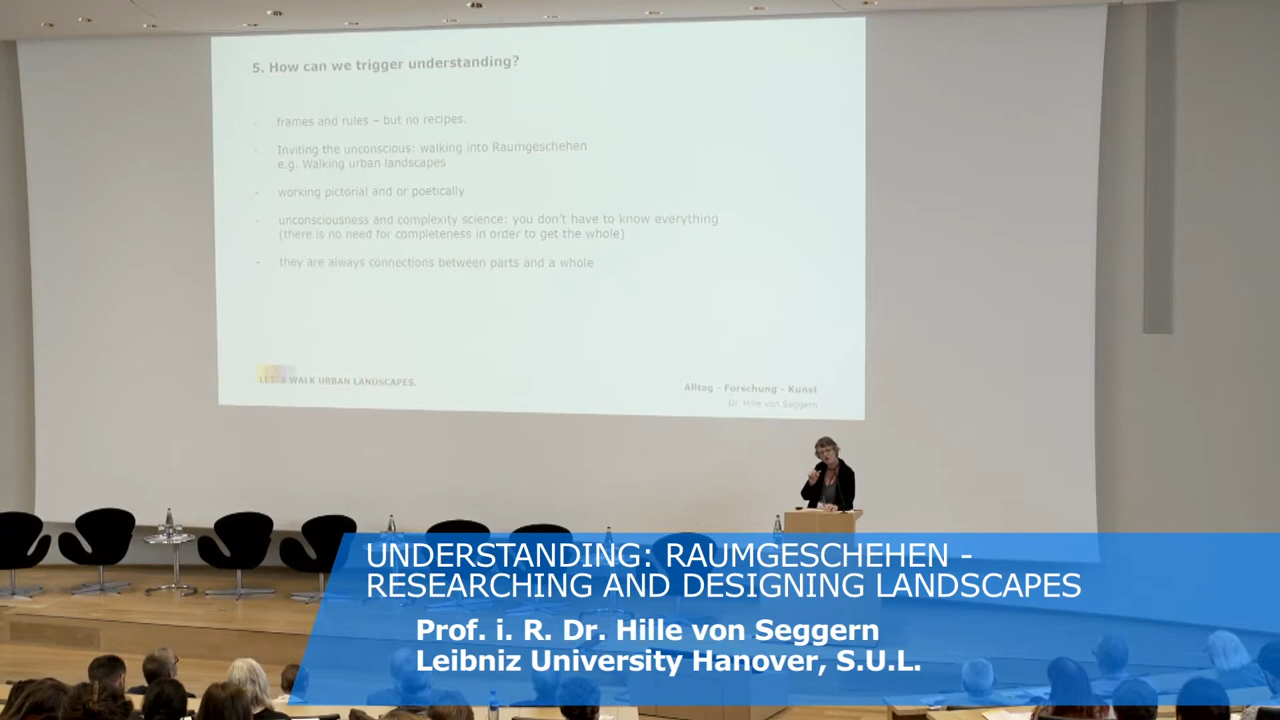 5. How can we trigger understanding?
- frames and rules – but no recipes.
- Inviting the unconscious: walking into Raumgeschehen
e.g. Walking urban landscapes
- working pictorial and or poetically
- unconsciousness and complexity science: you don't have to know everything
(there is no need for completeness in order to get the whole)
- they are always connections between parts and a whole
LET'S WALK URBAN LANDSCAPES.
Alltag - Forschung - Kunst
Dr. Hille von Seggern
UNDERSTANDING: RAUMGESCHEHEN -
RESEARCHING AND DESIGNING LANDSCAPES
Prof. i. R. Dr. Hille von Seggern
Leibniz University Hanover, S.U.L.